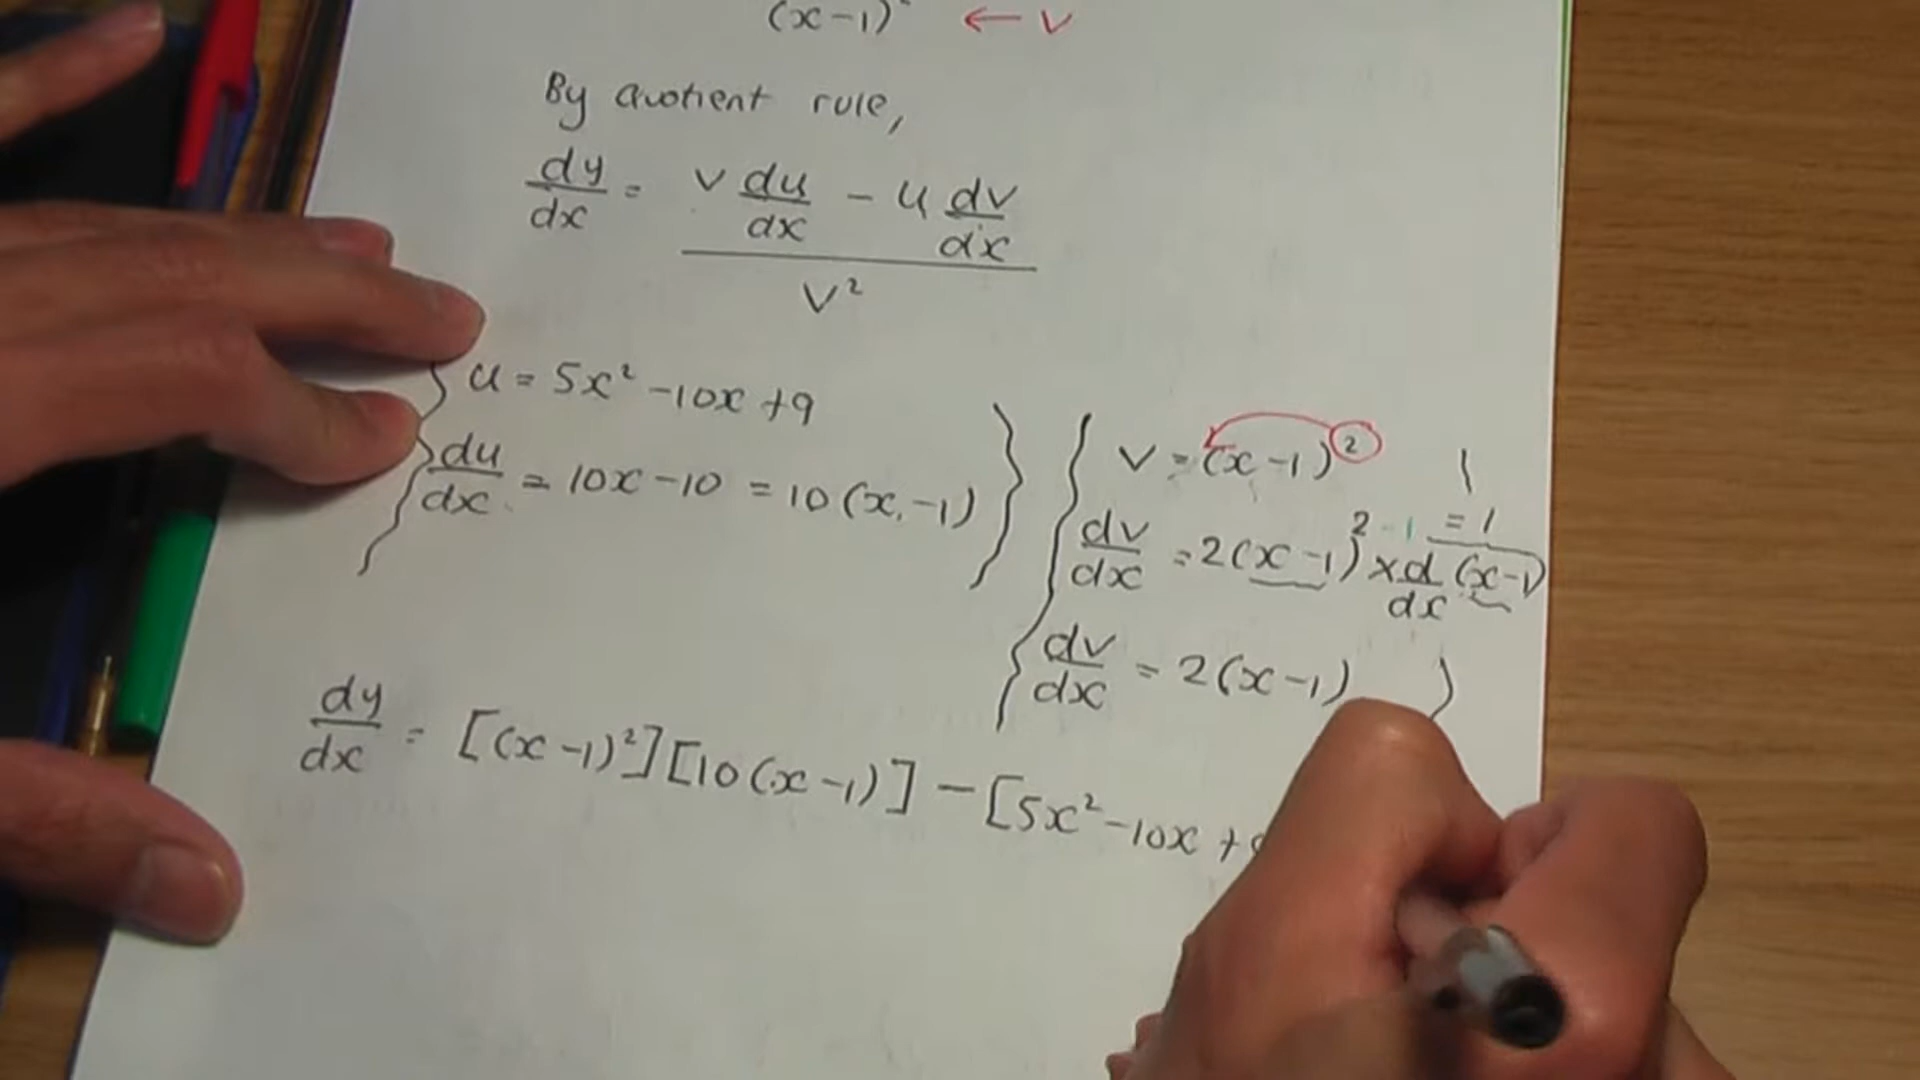 (x-1)² ← v
By quotient rule,
dy/dx = (v du/dx - u dv/dx) / v²
u = 5x² -10x +9
du/dx = 10x -10 = 10(x-1)
v = (x-1)²
dv/dx = 2(x-1)²⁻¹ × d/dx (x-1) = 1
dv/dx = 2(x-1)
dy/dx = [(x-1)²][10(x-1)] - [5x² -10x +